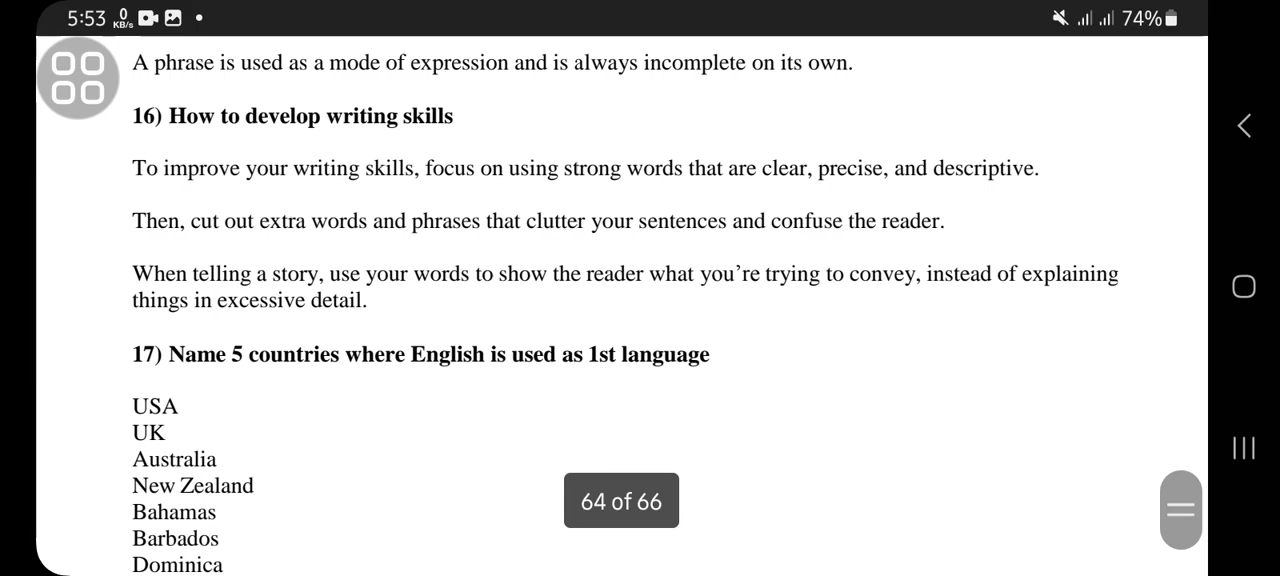 5:53 0 KB/s 74%
A phrase is used as a mode of expression and is always incomplete on its own.
16) How to develop writing skills
To improve your writing skills, focus on using strong words that are clear, precise, and descriptive.
Then, cut out extra words and phrases that clutter your sentences and confuse the reader.
When telling a story, use your words to show the reader what you’re trying to convey, instead of explaining
things in excessive detail.
17) Name 5 countries where English is used as 1st language
USA
UK
Australia
New Zealand
64 of 66
Bahamas
Barbados
Dominica